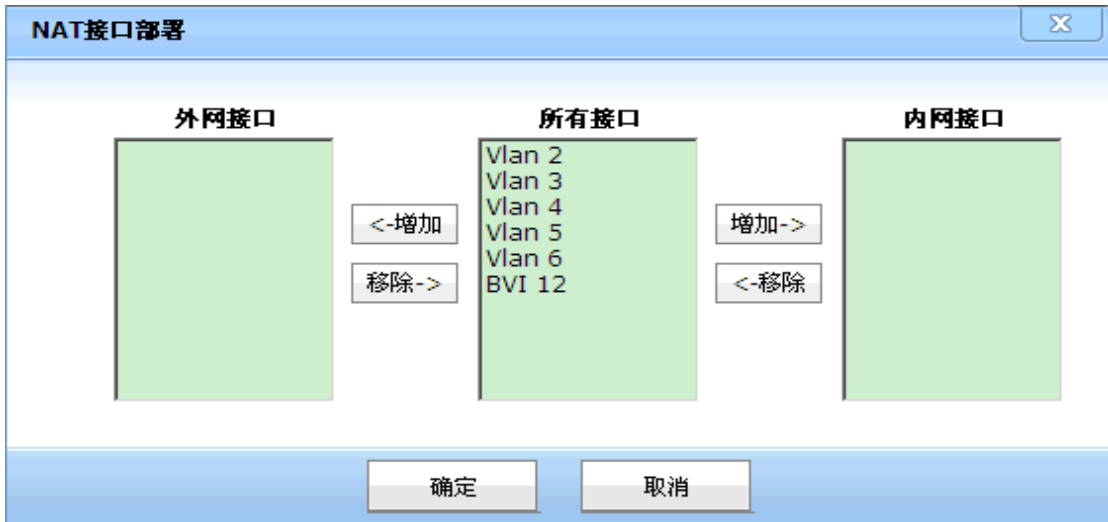 NAT接口部署
外网接口 所有接口 内网接口
Vlan 2
Vlan 3
Vlan 4
<-增加 Vlan 5 增加->
Vlan 6
移除-> BVI 12 <-移除
确定 取消